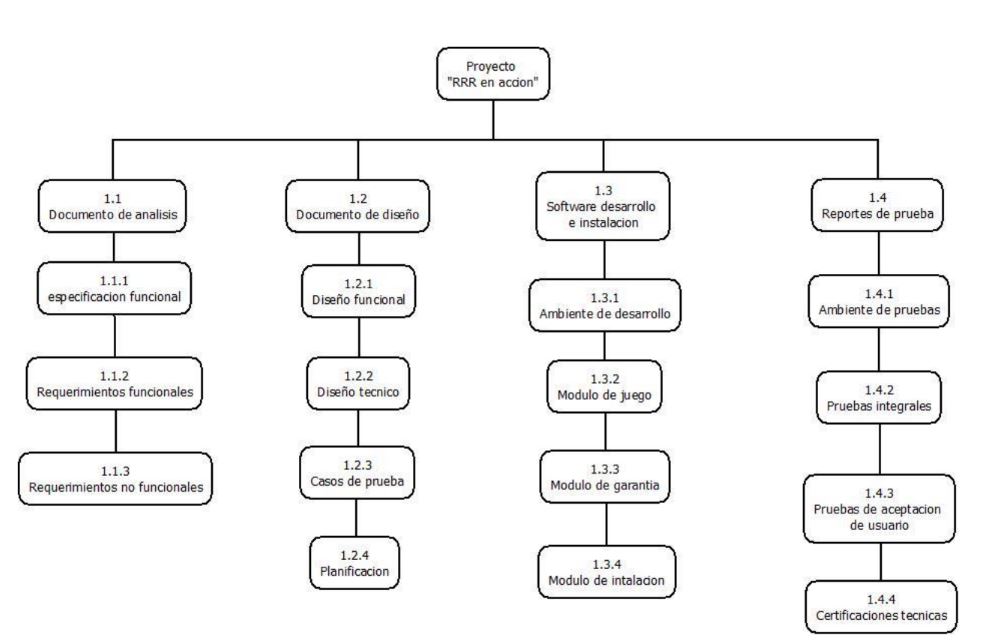 Proyecto
"RRR en accion"
1.1
Documento de analisis
1.1.1
especificacion funcional
1.1.2
Requerimientos funcionales
1.1.3
Requerimientos no funcionales
1.2
Documento de diseño
1.2.1
Diseño funcional
1.2.2
Diseño tecnico
1.2.3
Casos de prueba
1.2.4
Planificacion
1.3
Software desarrollo
e instalacion
1.3.1
Ambiente de desarrollo
1.3.2
Modulo de juego
1.3.3
Modulo de garantia
1.3.4
Modulo de intalacion
1.4
Reportes de prueba
1.4.1
Ambiente de pruebas
1.4.2
Pruebas integrales
1.4.3
Pruebas de aceptacion
de usuario
1.4.4
Certificaciones tecnicas